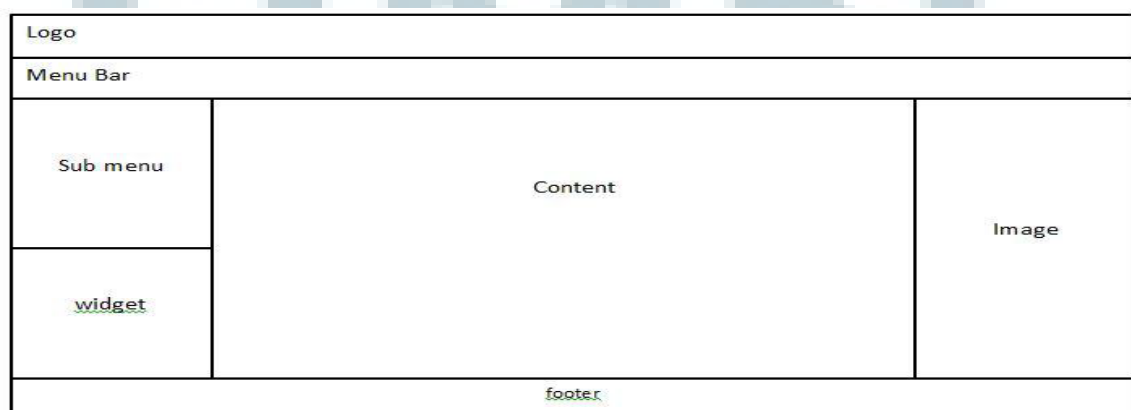 Logo
Menu Bar
Sub menu
Content
Image
widget
footer